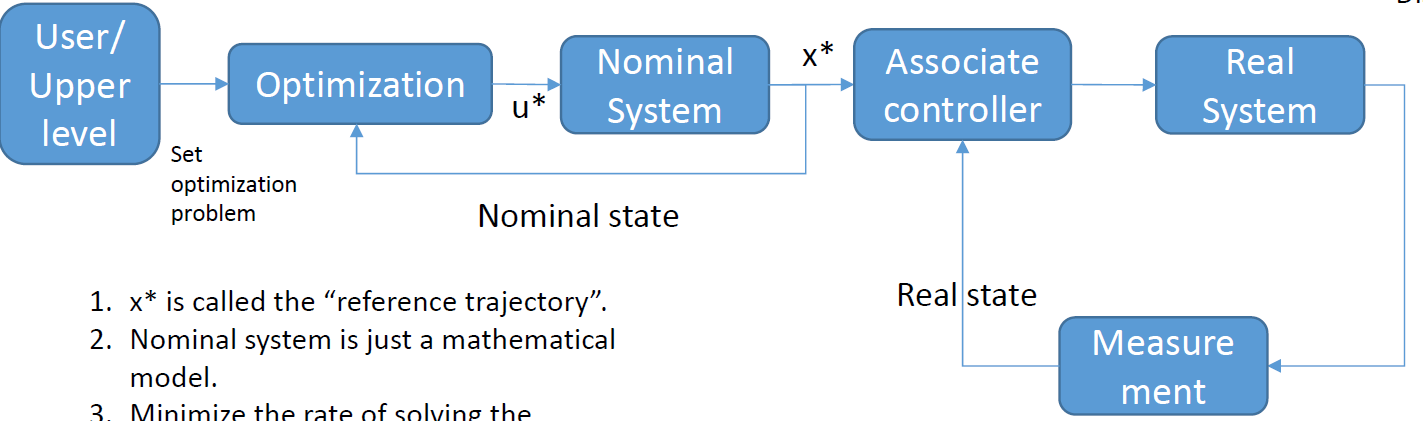 User/
Upper
level
Optimization
u*
Nominal
System
x*
Associate
controller
Real
System
Set
optimization
problem
Nominal state
Real state
Measure
ment
1. x* is called the “reference trajectory”.
2. Nominal system is just a mathematical
model.
3. Minimize the rate of solving the